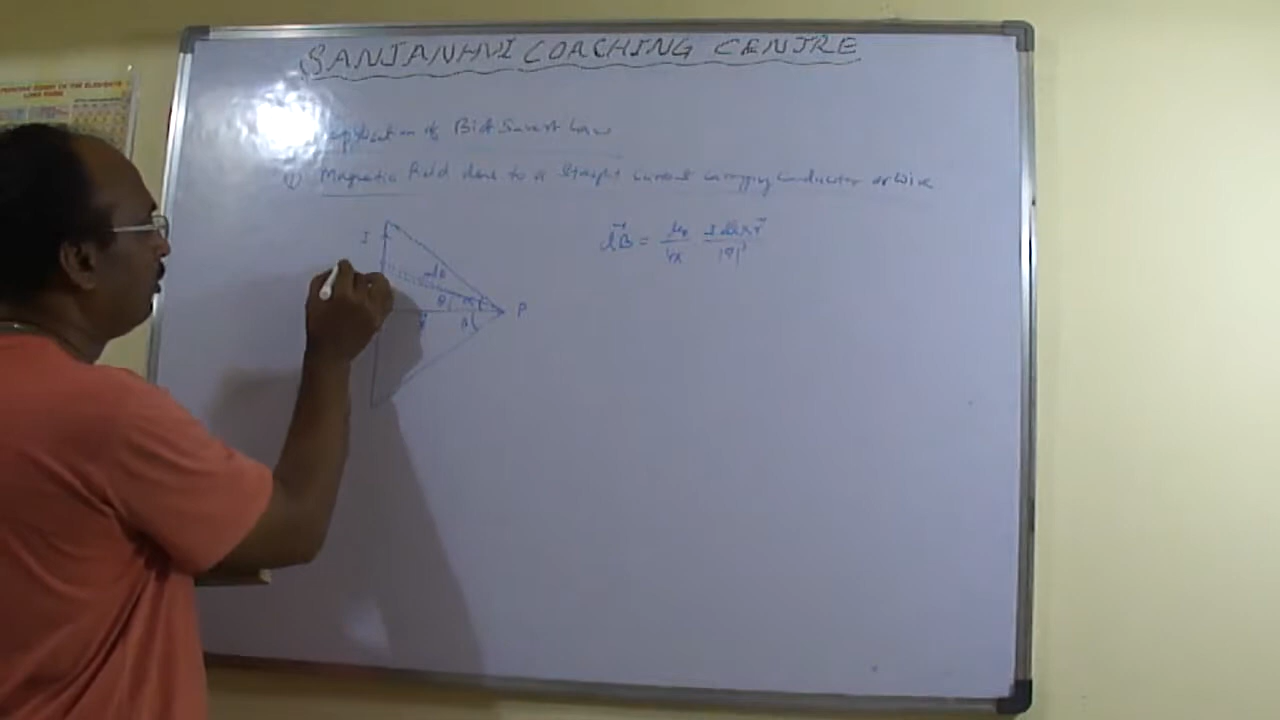 SANJANHVI COACHING CENTRE
Application of Biot Savart Law
① Magnetic field due to a straight current carrying conductor or wire
I
dθ
θ α
r β
P
dB⃗ = μ₀/4π I dl⃗ x r⃗/|r|³